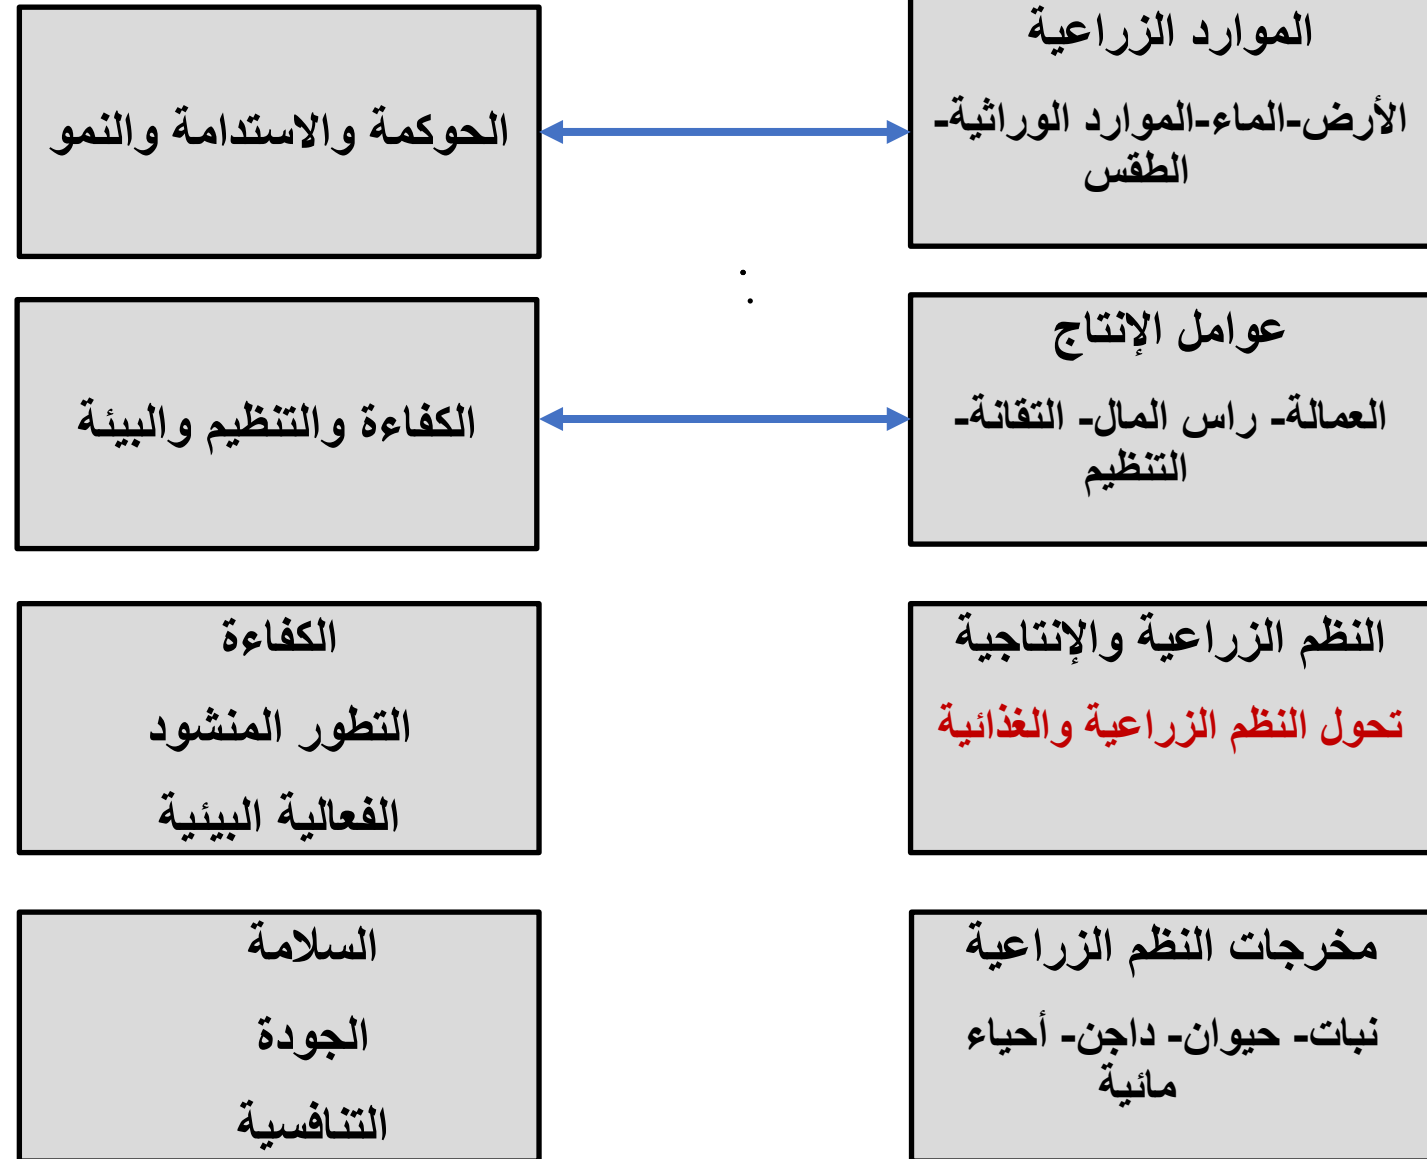 الموارد الزراعية
الأرض-الماء-الموارد الوراثية-
الطقس
الحوكمة والاستدامة والنمو
عوامل الإنتاج
العمالة- راس المال- التقانة-
التنظيم
الكفاءة والتنظيم والبيئة
النظم الزراعية والإنتاجية
تحول النظم الزراعية والغذائية
الكفاءة
التطور المنشود
الفعالية البيئية
مخرجات النظم الزراعية
نبات- حيوان- داجن- أحياء
مائية
السلامة
الجودة
التنافسية